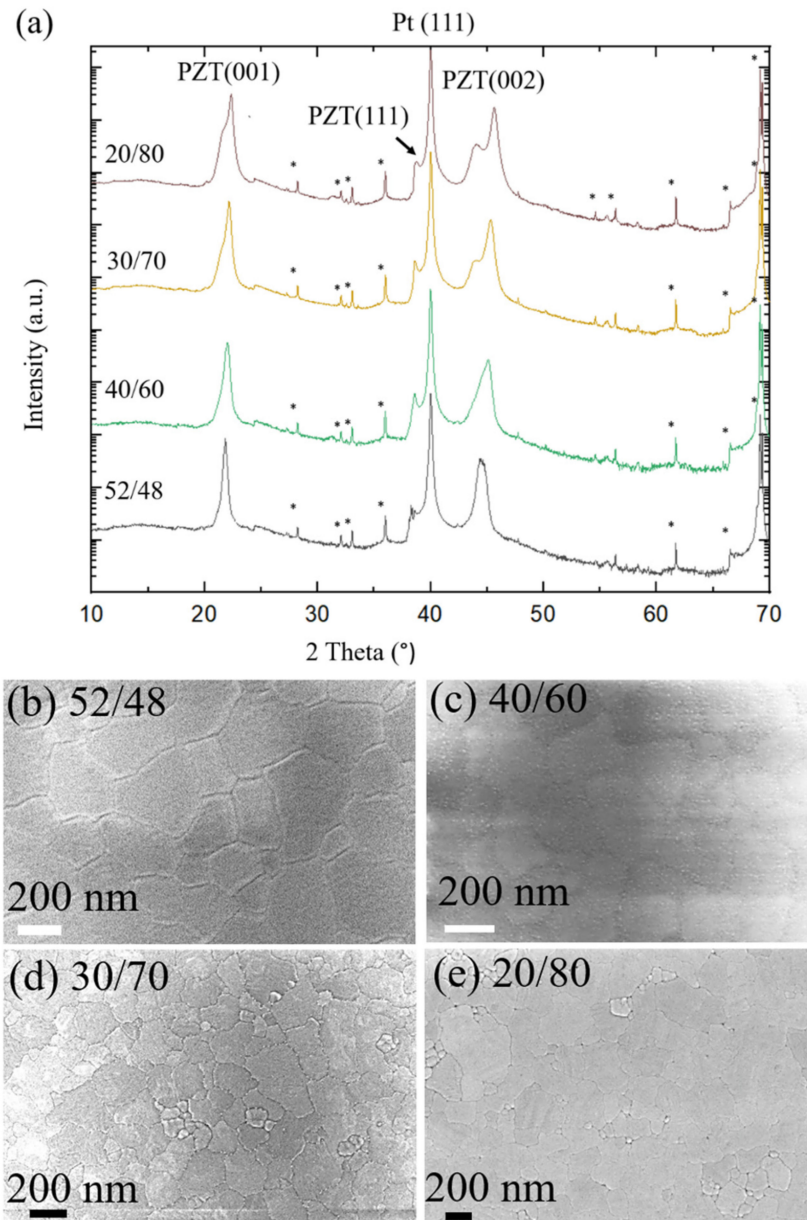 (a)
Pt (111)
PZT(001)
PZT(111)
PZT(002)
* * * * * * * * * *
20/80
* * * * * * *
30/70
* * * * * * *
40/60
* * * * * * *
52/48
Intensity (a.u.)
10 20 30 40 50 60 70
2 Theta (°)
(b) 52/48
200 nm
(c) 40/60
200 nm
(d) 30/70
200 nm
(e) 20/80
200 nm